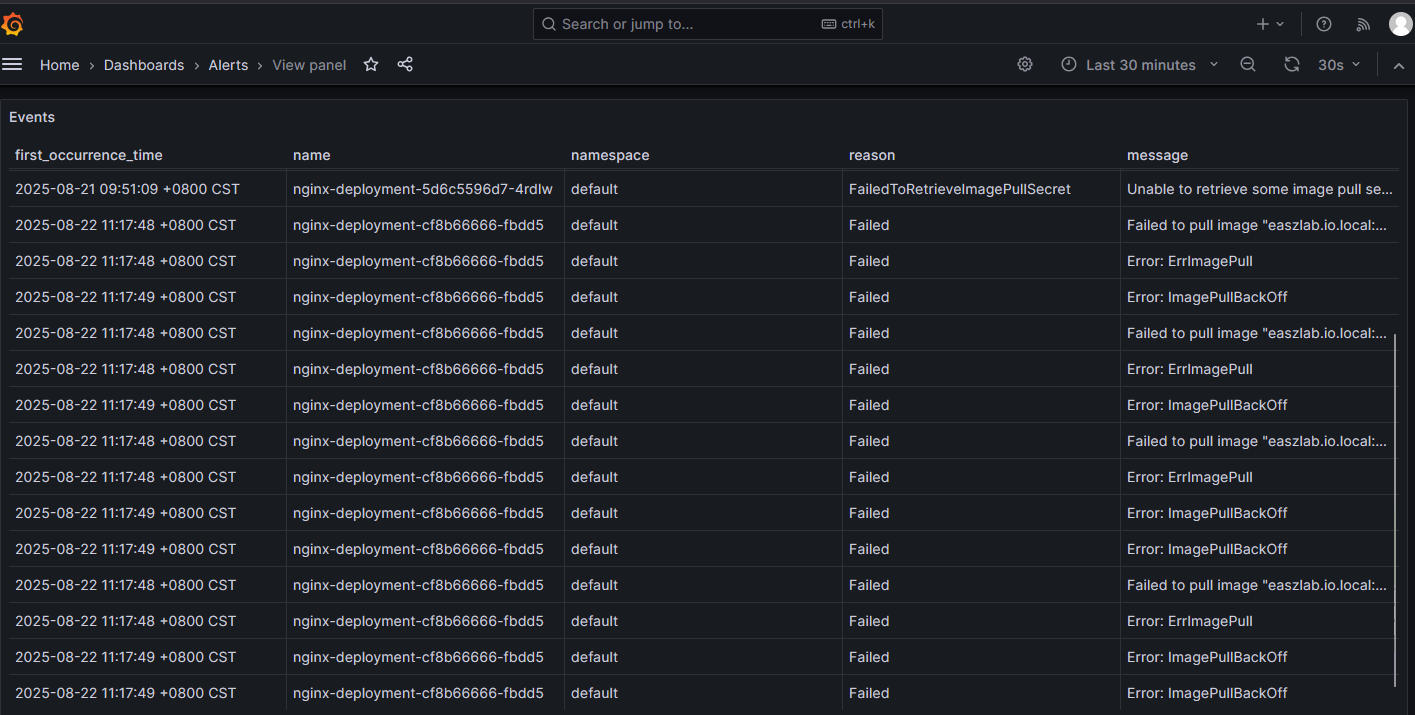 Search or jump to... ctrl+k
Home › Dashboards › Alerts › View panel Last 30 minutes 30s
Events
first_occurrence_time name namespace reason message
2025-08-21 09:51:09 +0800 CST nginx-deployment-5d6c5596d7-4rdlw default FailedToRetrieveImagePullSecret Unable to retrieve some image pull se...
2025-08-22 11:17:48 +0800 CST nginx-deployment-cf8b66666-fbdd5 default Failed Failed to pull image "easzlab.io.local:...
2025-08-22 11:17:48 +0800 CST nginx-deployment-cf8b66666-fbdd5 default Failed Error: ErrImagePull
2025-08-22 11:17:49 +0800 CST nginx-deployment-cf8b66666-fbdd5 default Failed Error: ImagePullBackOff
2025-08-22 11:17:48 +0800 CST nginx-deployment-cf8b66666-fbdd5 default Failed Failed to pull image "easzlab.io.local:...
2025-08-22 11:17:48 +0800 CST nginx-deployment-cf8b66666-fbdd5 default Failed Error: ErrImagePull
2025-08-22 11:17:49 +0800 CST nginx-deployment-cf8b66666-fbdd5 default Failed Error: ImagePullBackOff
2025-08-22 11:17:48 +0800 CST nginx-deployment-cf8b66666-fbdd5 default Failed Failed to pull image "easzlab.io.local:...
2025-08-22 11:17:48 +0800 CST nginx-deployment-cf8b66666-fbdd5 default Failed Error: ErrImagePull
2025-08-22 11:17:49 +0800 CST nginx-deployment-cf8b66666-fbdd5 default Failed Error: ImagePullBackOff
2025-08-22 11:17:49 +0800 CST nginx-deployment-cf8b66666-fbdd5 default Failed Error: ImagePullBackOff
2025-08-22 11:17:48 +0800 CST nginx-deployment-cf8b66666-fbdd5 default Failed Failed to pull image "easzlab.io.local:...
2025-08-22 11:17:48 +0800 CST nginx-deployment-cf8b66666-fbdd5 default Failed Error: ErrImagePull
2025-08-22 11:17:49 +0800 CST nginx-deployment-cf8b66666-fbdd5 default Failed Error: ImagePullBackOff
2025-08-22 11:17:49 +0800 CST nginx-deployment-cf8b66666-fbdd5 default Failed Error: ImagePullBackOff